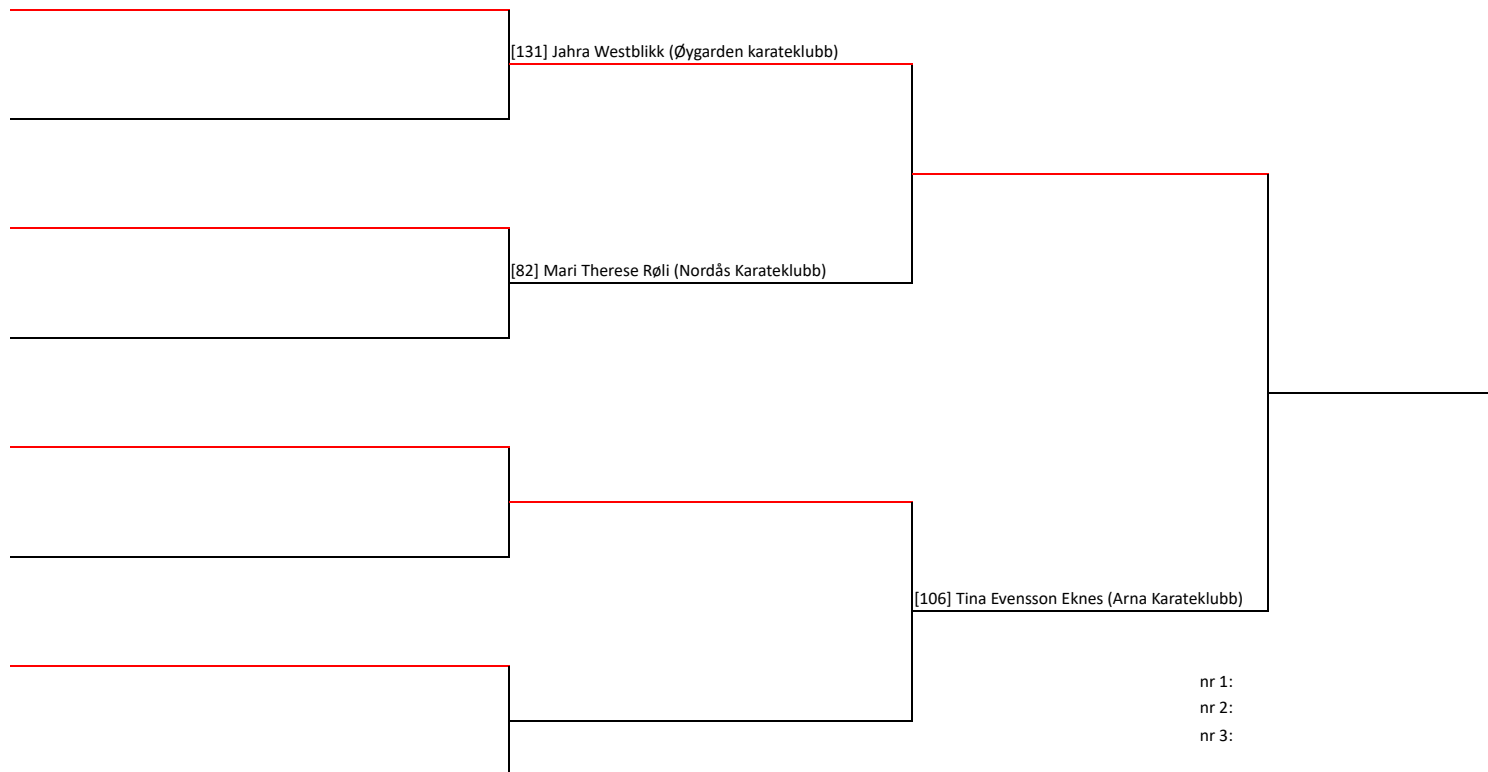 [131] Jahra Westblikk (Øygarden karateklubb)
[82] Mari Therese Røli (Nordås Karateklubb)
[106] Tina Evensson Eknes (Arna Karateklubb)
nr 1:
nr 2:
nr 3: